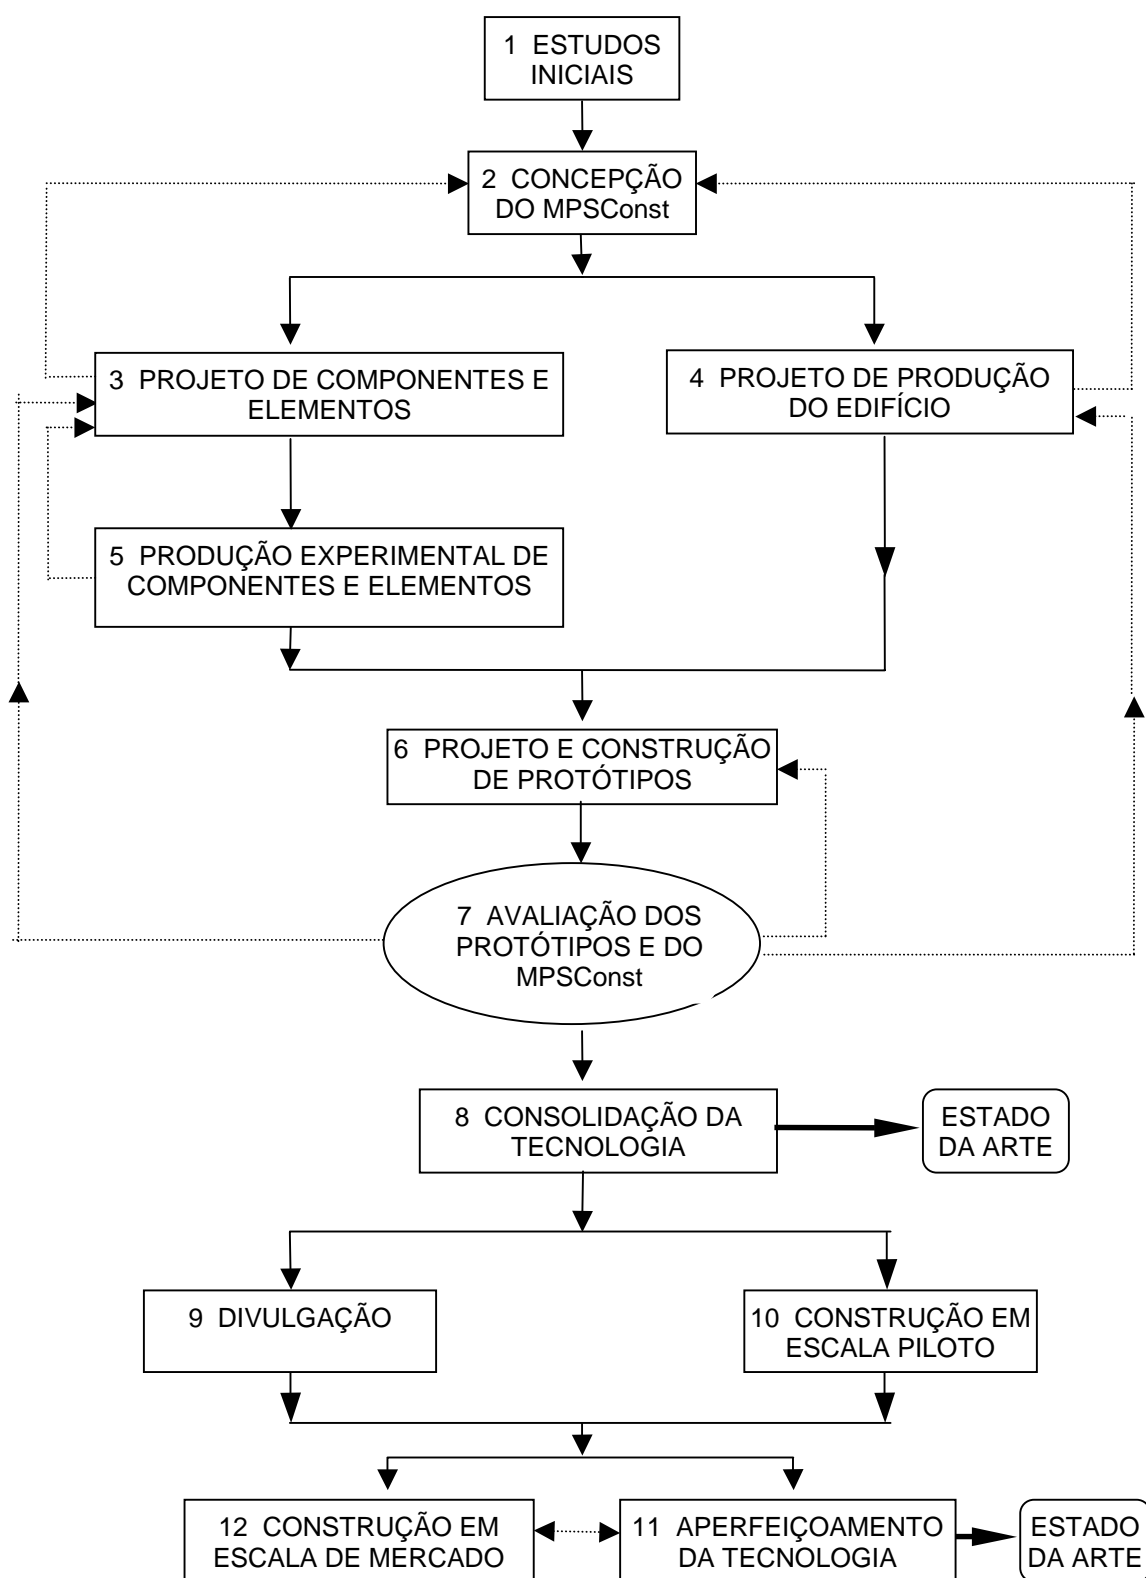 1 ESTUDOS
INICIAIS
2 CONCEPÇÃO
DO MPSConst
3 PROJETO DE COMPONENTES E
ELEMENTOS
4 PROJETO DE PRODUÇÃO
DO EDIFÍCIO
5 PRODUÇÃO EXPERIMENTAL DE
COMPONENTES E ELEMENTOS
6 PROJETO E CONSTRUÇÃO
DE PROTÓTIPOS
7 AVALIAÇÃO DOS
PROTÓTIPOS E DO
MPSConst
8 CONSOLIDAÇÃO DA
TECNOLOGIA
ESTADO
DA ARTE
9 DIVULGAÇÃO
10 CONSTRUÇÃO EM
ESCALA PILOTO
12 CONSTRUÇÃO EM
ESCALA DE MERCADO
11 APERFEIÇOAMENTO
DA TECNOLOGIA
ESTADO
DA ARTE